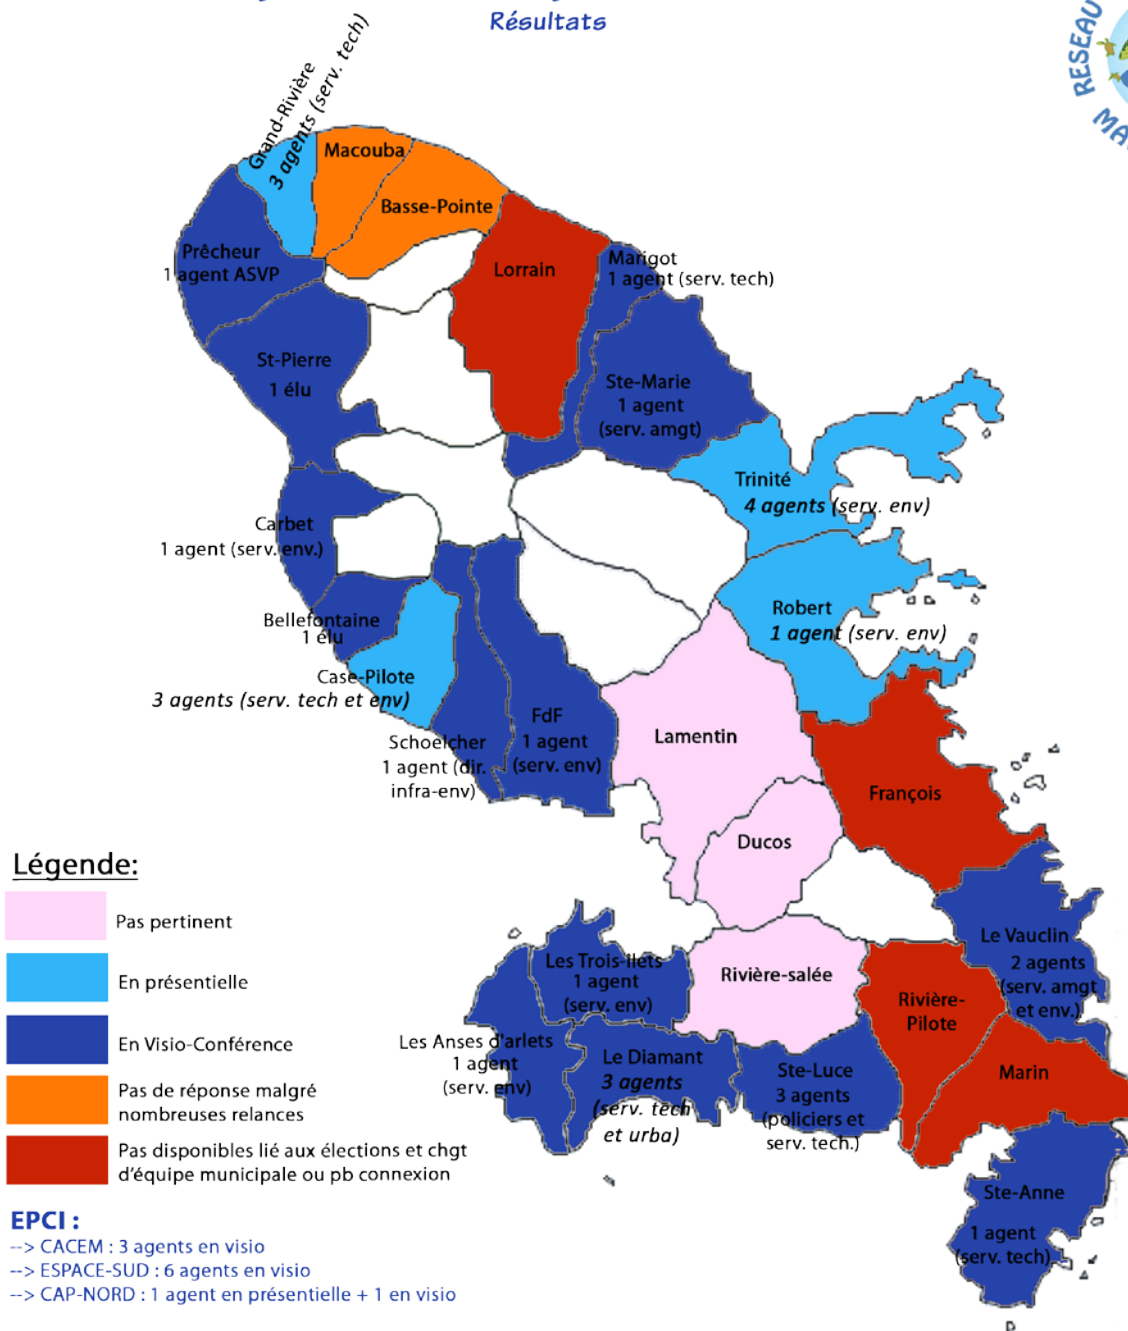 Résultats
RESEAU
MA
Grand-Rivière
3 agents (serv. tech)
Macouba
Basse-Pointe
Prêcheur
1 agent ASVP
Lorrain
Marigot
1 agent (serv. tech)
St-Pierre
1 élu
Ste-Marie
1 agent
(serv. amgt)
Trinité
4 agents (serv. env)
Carbet
1 agent (serv. env.)
Robert
1 agent (serv. env)
Bellefontaine
1 élu
Case-Pilote
3 agents (serv. tech et env)
Schoelcher
1 agent (dir.
infra-env)
FdF
1 agent
(serv. env)
Lamentin
François
Ducos
Légende:
Pas pertinent
En présentielle
En Visio-Conférence
Pas de réponse malgré
nombreuses relances
Pas disponibles lié aux élections et chgt
d'équipe municipale ou pb connexion
Le Vauclin
2 agents
(serv. amgt
et env.)
Les Trois-ilets
1 agent
(serv. env)
Rivière-salée
Rivière-
Pilote
Les Anses d'arlets
1 agent
(serv. env)
Le Diamant
3 agents
(serv. tech
et urba)
Ste-Luce
3 agents
(policiers et
serv. tech.)
Marin
Ste-Anne
1 agent
(serv. tech)
EPCI :
--> CACEM : 3 agents en visio
--> ESPACE-SUD : 6 agents en visio
--> CAP-NORD : 1 agent en présentielle + 1 en visio